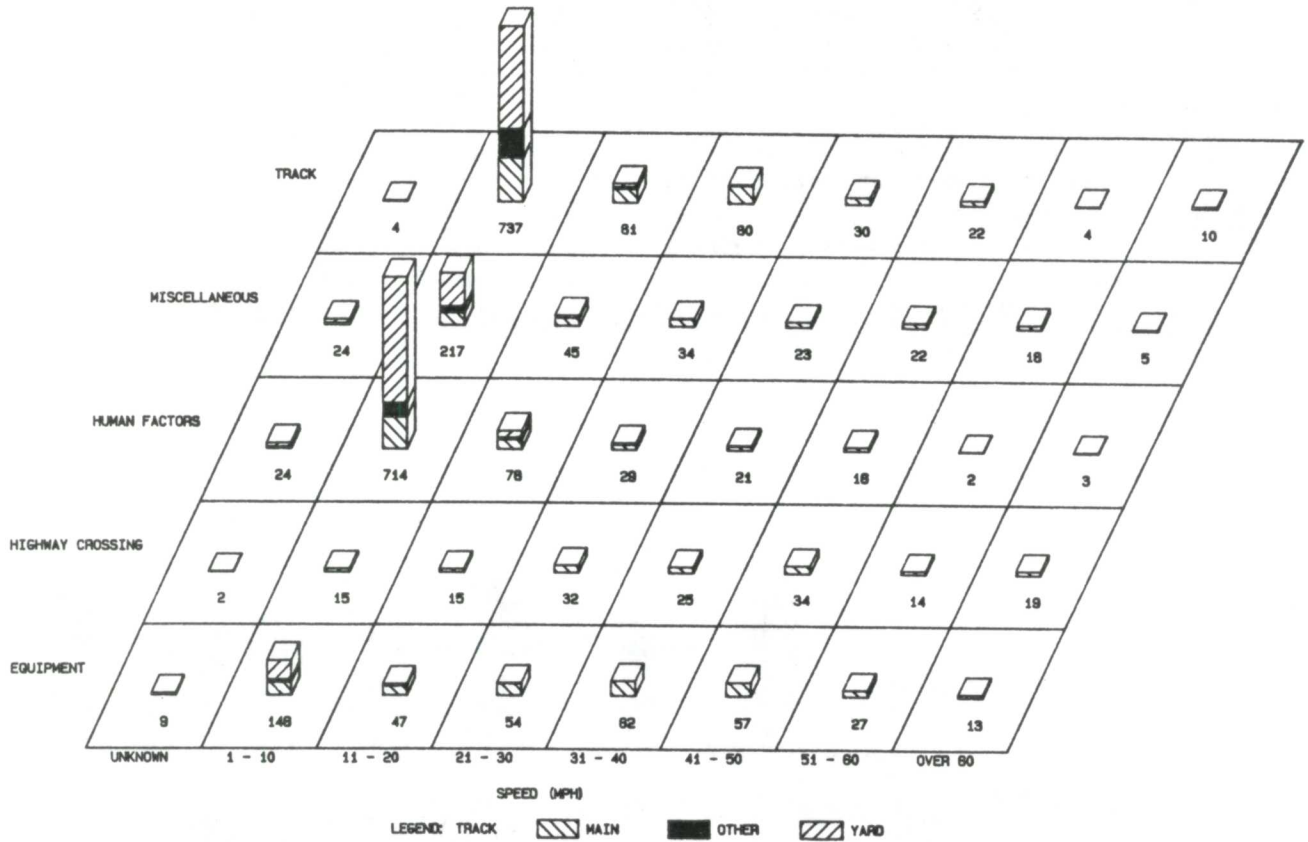 TRACK
4 737 81 80 30 22 4 10
MISCELLANEOUS
24 217 45 34 23 22 18 5
HUMAN FACTORS
24 714 78 29 21 18 2 3
HIGHWAY CROSSING
2 15 15 32 25 34 14 19
EQUIPMENT
9 148 47 54 62 57 27 13
UNKNOWN 1 - 10 11 - 20 21 - 30 31 - 40 41 - 50 51 - 60 OVER 60
SPEED (MPH)
LEGEND: TRACK MAIN OTHER YARD